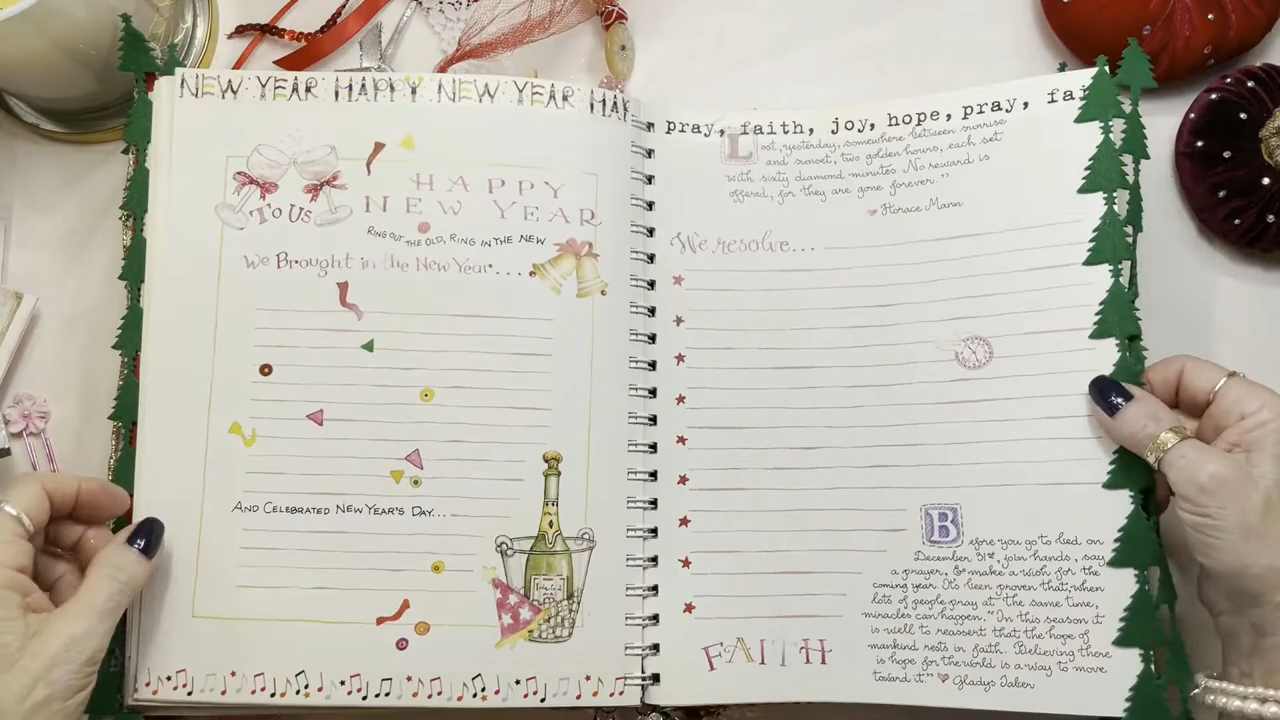 NEW YEAR HAPPY NEW YEAR HAP
HAPPY
NEW YEAR
To Us
RING OUT THE OLD, RING IN THE NEW
We Brought in the New Year....
AND CELEBRATED NEW YEAR'S DAY...
pray, faith, joy, hope, pray, fai
Lost, yesterday, somewhere between sunrise
and sunset, two golden hours, each set
with sixty diamond minutes. No reward is
offered, for they are gone forever."
Horace Mann
We resolve...
Before you go to bed on
December 31st, join hands, say
a prayer, & make a wish for the
coming year. It's been proven that, when
lots of people pray at the same time,
miracles can happen. "In this season it
is well to reassert that the hope of
mankind rests in faith. Believing there
is hope for the world is a way to move
toward it." Gladys Taber
FAITH